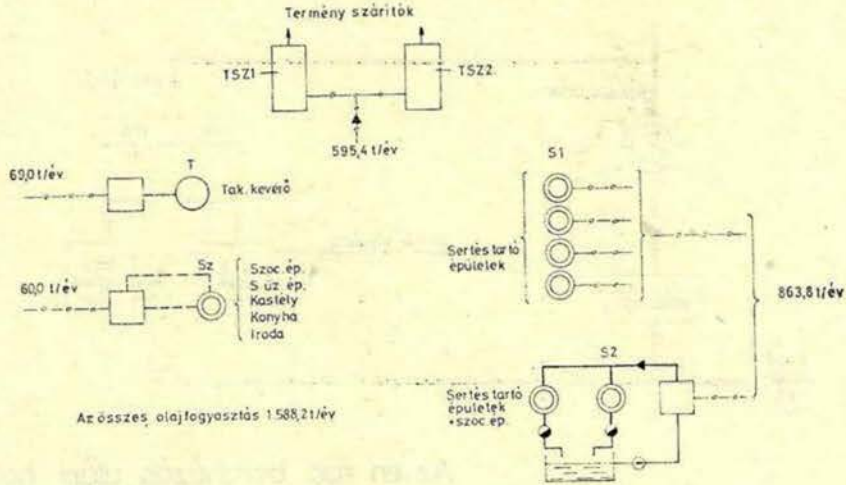 Termény szárítók
TSZ1
TSZ2
595,4 t/év
69,0 t/év
T
Tak. kevérő
60,0 t/év
Sz
Szoc. ép.
S üz ép.
Kastély
Konyha
Iroda
S1
Sertés tartó
épületek
863,8 t/év
S2
Sertés tartó
épületek
+szoc. ép.
Az összes olajfogyasztás 1.588,2 t/év